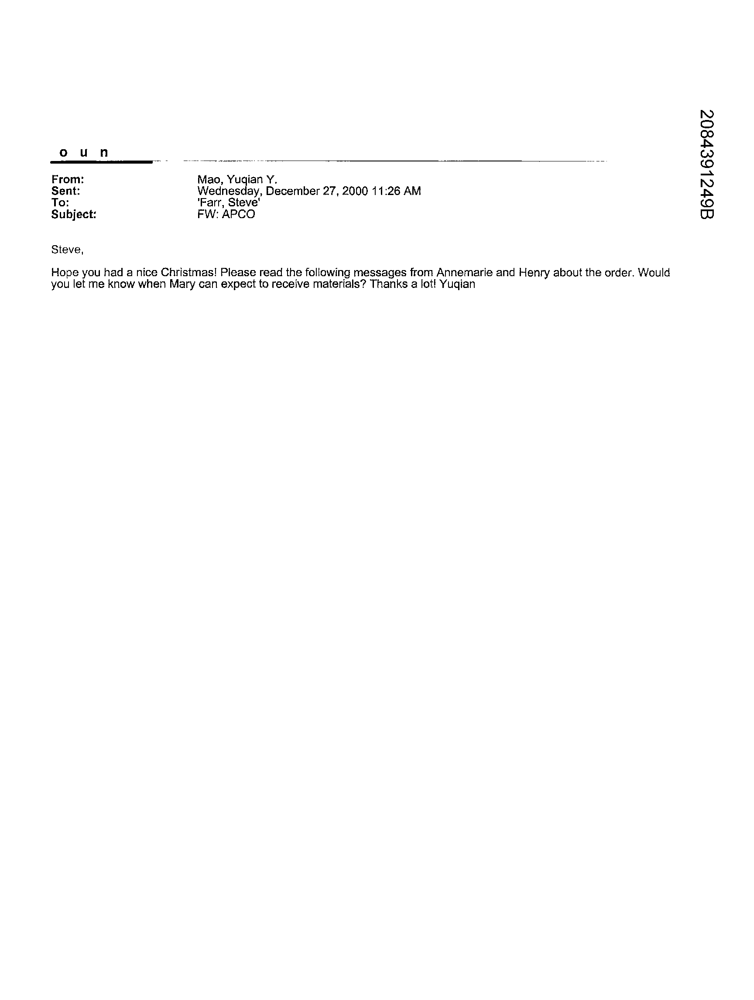 o u n
From: Mao, Yuqian Y.
Sent: Wednesday, December 27, 2000 11:26 AM
To: 'Farr, Steve'
Subject: FW: APCO
Steve,
Hope you had a nice Christmas! Please read the following messages from Annemarie and Henry about the order. Would
you let me know when Mary can expect to receive materials? Thanks a lot! Yuqian
2084391249B